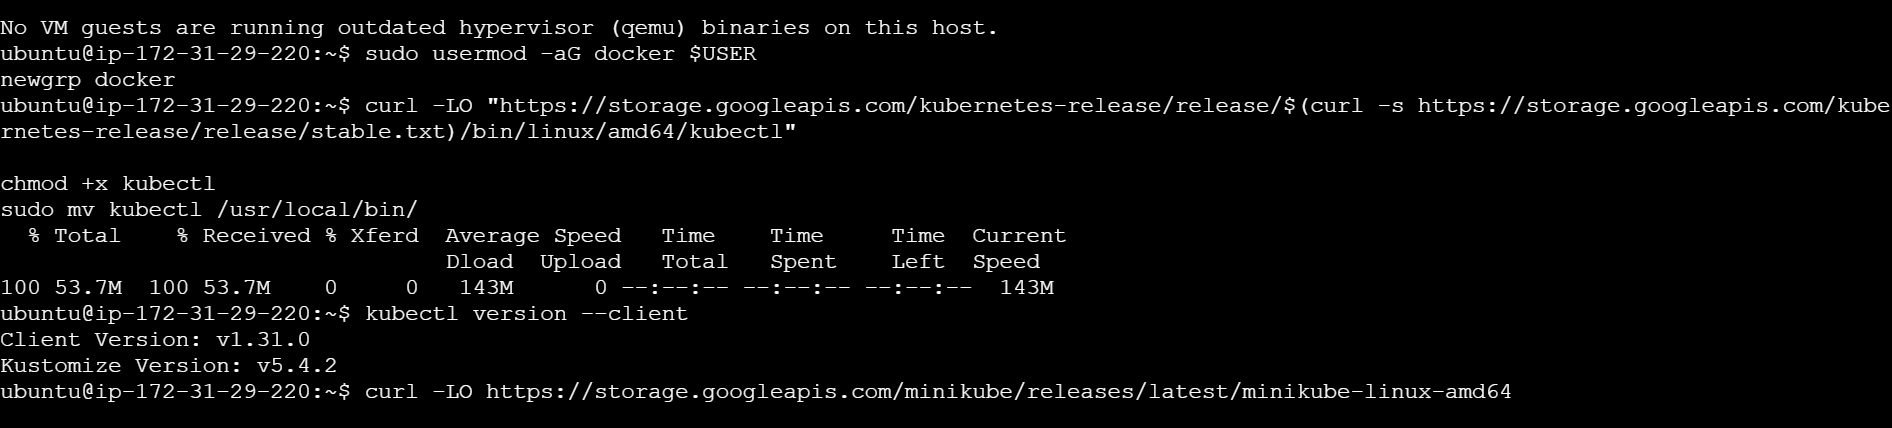 No VM guests are running outdated hypervisor (qemu) binaries on this host.
ubuntu@ip-172-31-29-220:~$ sudo usermod -aG docker $USER
newgrp docker
ubuntu@ip-172-31-29-220:~$ curl -LO "https://storage.googleapis.com/kubernetes-release/release/$(curl -s https://storage.googleapis.com/kube
rnetes-release/release/stable.txt)/bin/linux/amd64/kubectl"
chmod +x kubectl
sudo mv kubectl /usr/local/bin/
  % Total    % Received % Xferd  Average Speed   Time    Time     Time  Current
                                 Dload  Upload   Total   Spent    Left  Speed
100 53.7M  100 53.7M    0     0   143M      0 --:--:-- --:--:-- --:--:--  143M
ubuntu@ip-172-31-29-220:~$ kubectl version --client
Client Version: v1.31.0
Kustomize Version: v5.4.2
ubuntu@ip-172-31-29-220:~$ curl -LO https://storage.googleapis.com/minikube/releases/latest/minikube-linux-amd64